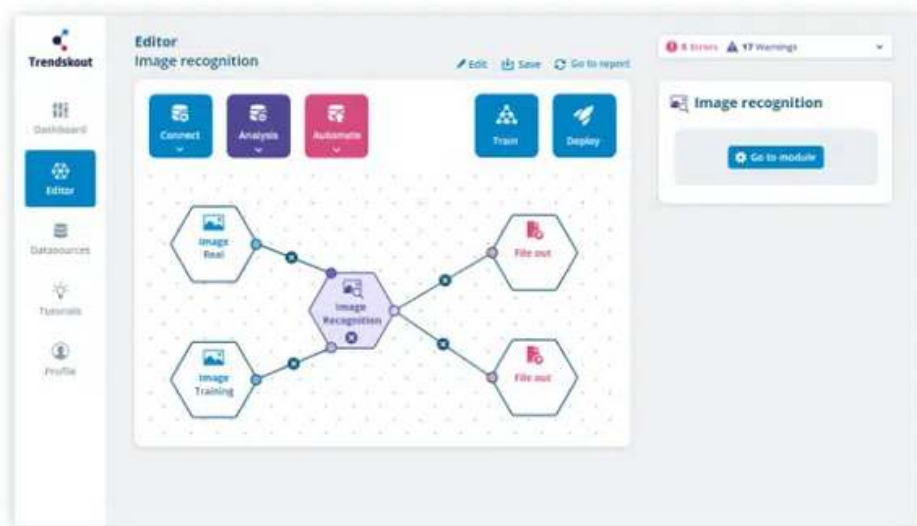 Trendskout
Dashboard
Editor
Datasources
Tutorials
Profile
Editor
Image recognition
Edit Save Go to report
Connect Analysis Automate Train Deploy
Image
Real
Image
Training
Image
Recognition
File out
File out
Errors 17 Warnings
Image recognition
Go to module